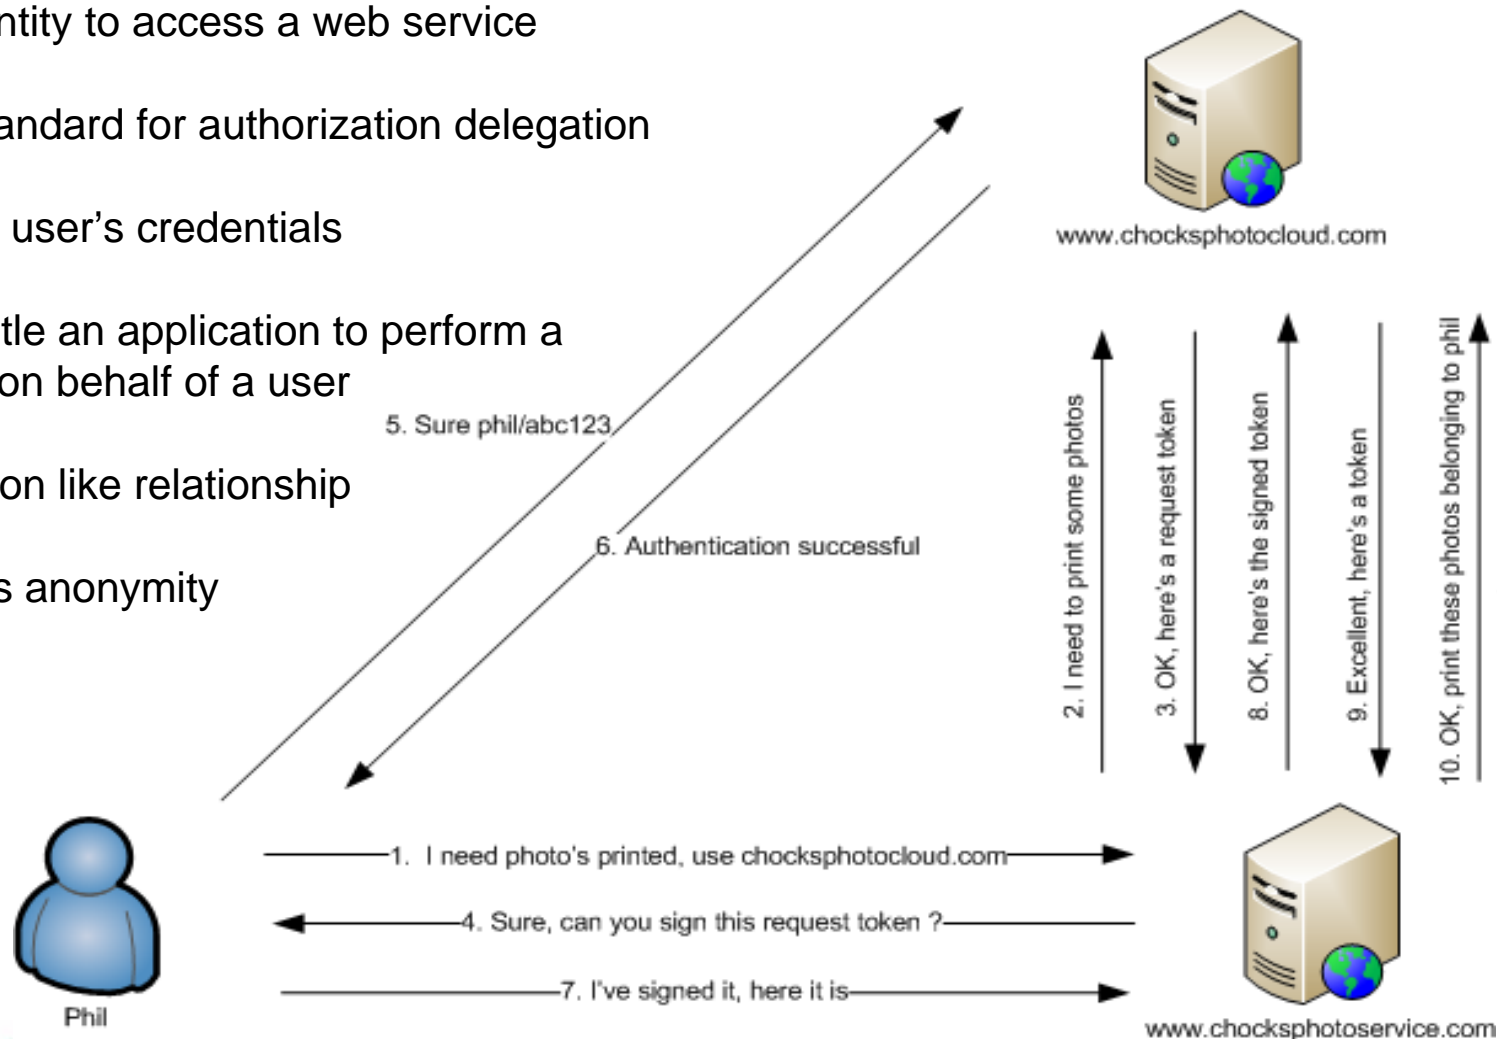 ntity to access a web service
andard for authorization delegation
user’s credentials
tle an application to perform a
on behalf of a user
on like relationship
s anonymity
www.chocksphotocloud.com
5. Sure phil/abc123
6. Authentication successful
2. I need to print some photos
3. OK, here's a request token
8. OK, here's the signed token
9. Excellent, here's a token
10. OK, print these photos belonging to phil
1. I need photo's printed, use chocksphotocloud.com
4. Sure, can you sign this request token ?
7. I've signed it, here it is
Phil
www.chocksphotoservice.com